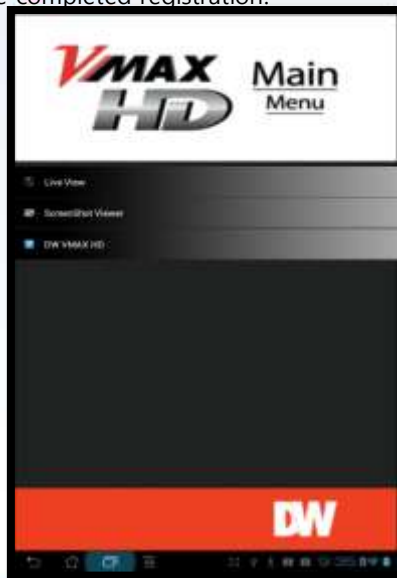 completed registration.
VMAX
HD
Main
Menu
Live View
ScreenShot Viewer
DW VMAX HD
DW